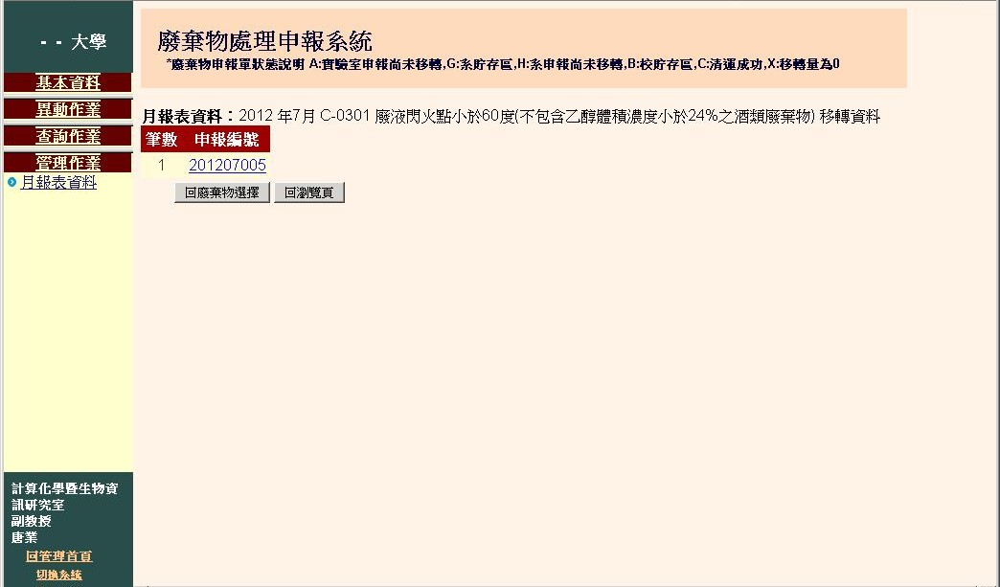 - - 大學
基本資料
異動作業
查詢作業
管理作業
月報表資料
廢棄物處理申報系統
*廢棄物申報單狀態說明 A:實驗室申報尚未移轉,G:系貯存區,H:系申報尚未移轉,B:校貯存區,C:清運成功,X:移轉量為0
月報表資料：2012 年7月 C-0301 廢液閃火點小於60度(不包含乙醇體積濃度小於24%之酒類廢棄物) 移轉資料
筆數 申報編號
1 201207005
回廢棄物選擇 回瀏覽頁
計算化學暨生物資
訊研究室
副教授
唐業
回管理首頁
切換系統